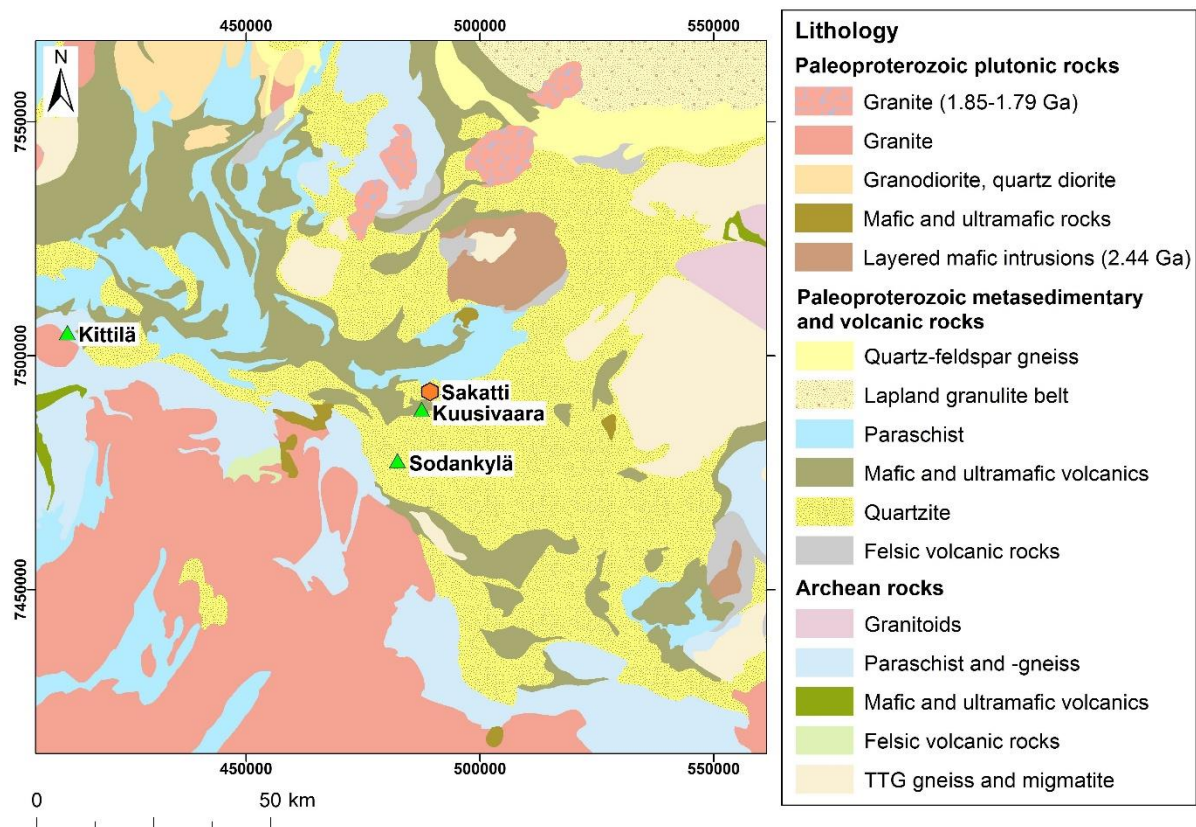 450000 500000 550000
N
7550000
7500000
7450000
7550000
7500000
7450000
Kittilä
Sakatti
Kuusivaara
Sodankylä
450000 500000 550000
0 50 km
Lithology
Paleoproterozoic plutonic rocks
Granite (1.85-1.79 Ga)
Granite
Granodiorite, quartz diorite
Mafic and ultramafic rocks
Layered mafic intrusions (2.44 Ga)
Paleoproterozoic metasedimentary
and volcanic rocks
Quartz-feldspar gneiss
Lapland granulite belt
Paraschist
Mafic and ultramafic volcanics
Quartzite
Felsic volcanic rocks
Archean rocks
Granitoids
Paraschist and -gneiss
Mafic and ultramafic volcanics
Felsic volcanic rocks
TTG gneiss and migmatite